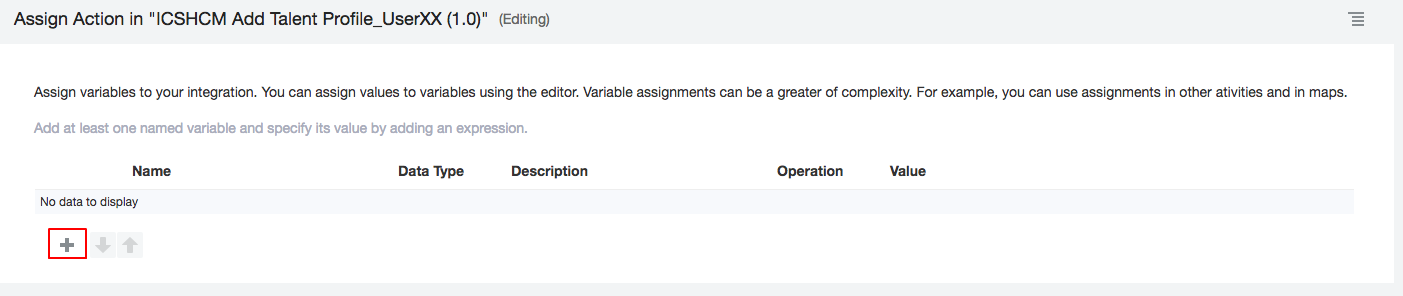 Assign Action in "ICSHCM Add Talent Profile_UserXX (1.0)" (Editing)
Assign variables to your integration. You can assign values to variables using the editor. Variable assignments can be a greater of complexity. For example, you can use assignments in other ativities and in maps.
Add at least one named variable and specify its value by adding an expression.
Name Data Type Description Operation Value
No data to display